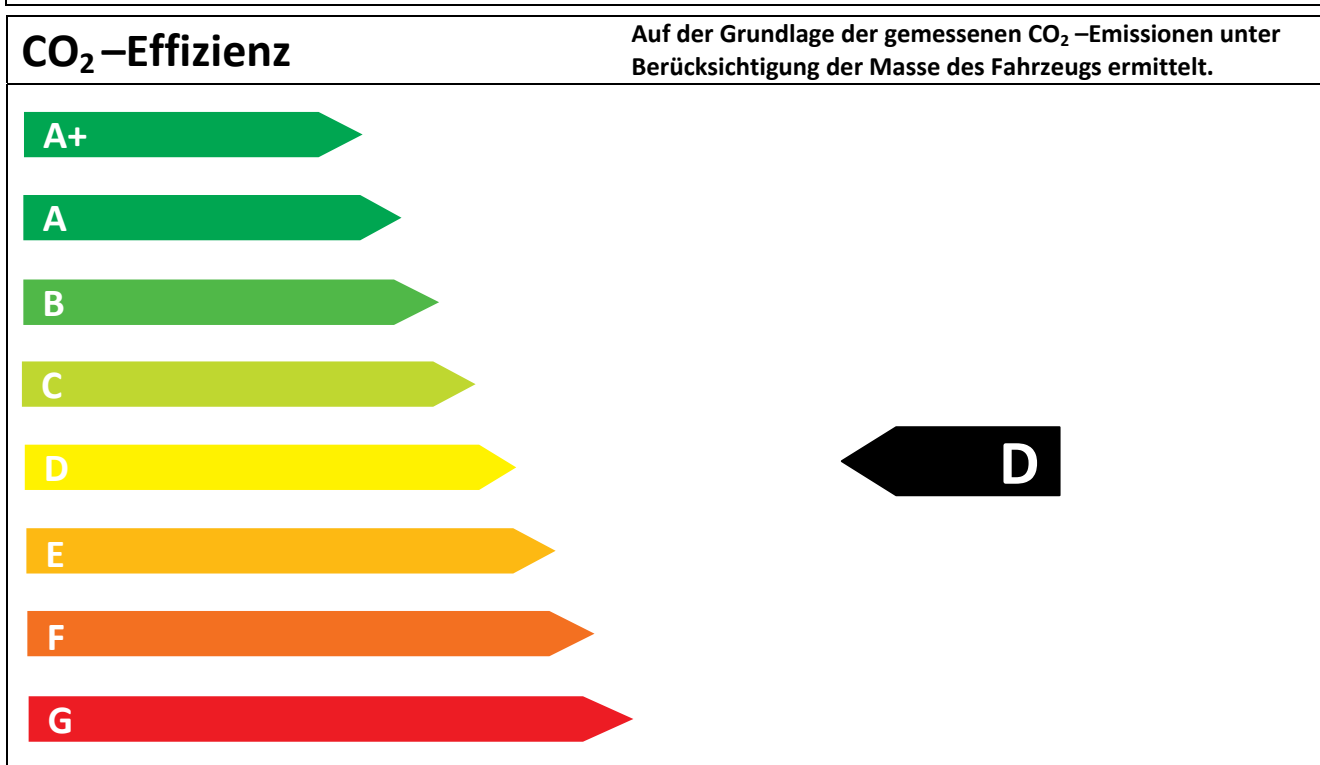 CO₂ –Effizienz
Auf der Grundlage der gemessenen CO₂ –Emissionen unter
Berücksichtigung der Masse des Fahrzeugs ermittelt.
A+
A
B
C
D
D
E
F
G